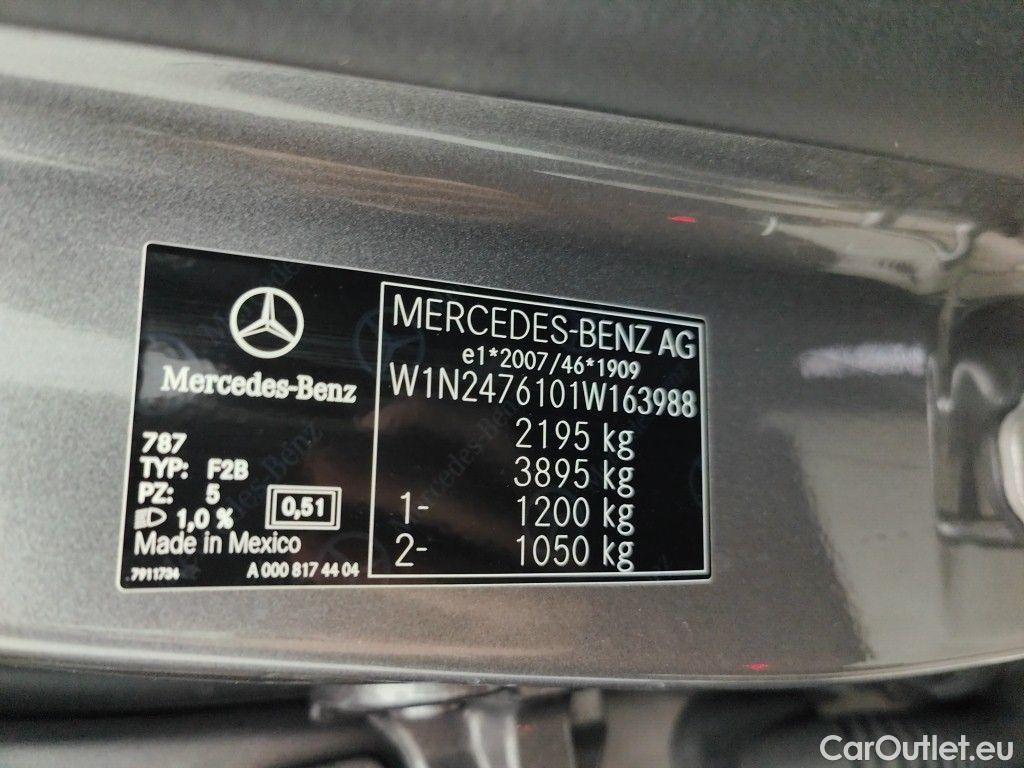 Mercedes-Benz
787
TYP: F2B
PZ: 5
1,0 %
0,51
Made in Mexico
7911734 A 000 817 44 04
MERCEDES-BENZ AG
e1*2007/46*1909
W1N2476101W163988
2195 kg
3895 kg
1- 1200 kg
2- 1050 kg
CarOutlet.eu